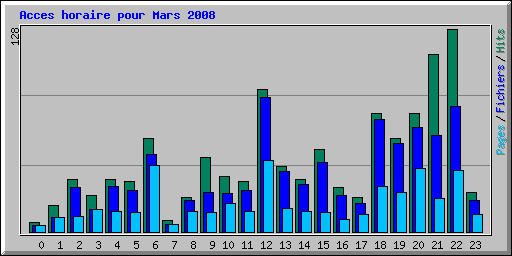 Acces horaire pour Mars 2008
128
Pages / Fichiers / Hits
0 1 2 3 4 5 6 7 8 9 10 11 12 13 14 15 16 17 18 19 20 21 22 23